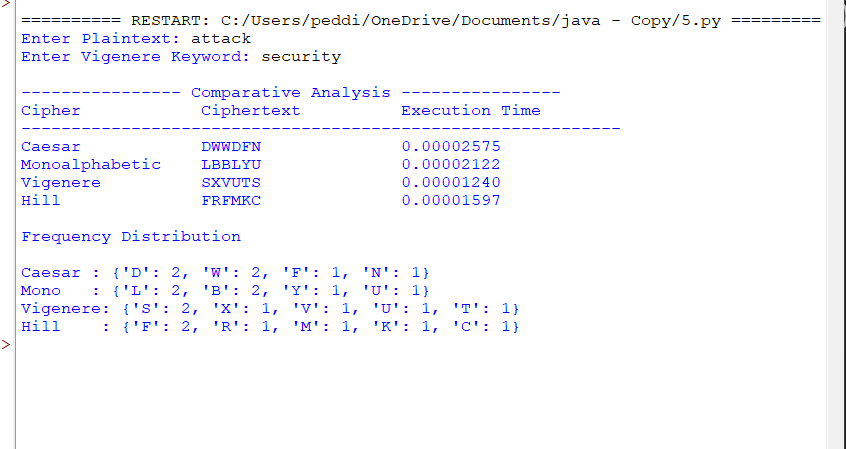 >
========== RESTART: C:/Users/peddi/OneDrive/Documents/java - Copy/5.py =========
Enter Plaintext: attack
Enter Vigenere Keyword: security
---------------- Comparative Analysis ----------------
Cipher Ciphertext Execution Time
------------------------------------------------------------
Caesar DWWDFN 0.00002575
Monoalphabetic LBBLYU 0.00002122
Vigenere SXVUTS 0.00001240
Hill FRFMKC 0.00001597
Frequency Distribution
Caesar : {'D': 2, 'W': 2, 'F': 1, 'N': 1}
Mono : {'L': 2, 'B': 2, 'Y': 1, 'U': 1}
Vigenere: {'S': 2, 'X': 1, 'V': 1, 'U': 1, 'T': 1}
Hill : {'F': 2, 'R': 1, 'M': 1, 'K': 1, 'C': 1}
>